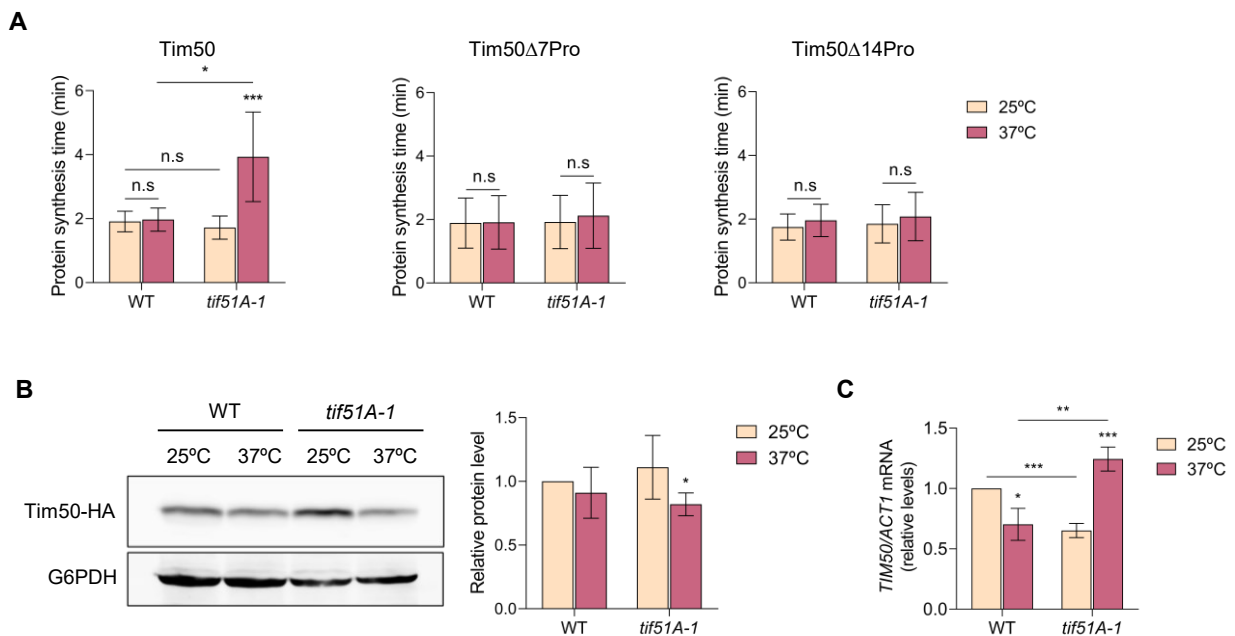 A
Tim50
Tim50Δ7Pro
Tim50Δ14Pro
Protein synthesis time (min)
6
4
2
0
n.s
n.s
*
***
WT
tif51A-1
Protein synthesis time (min)
6
4
2
0
n.s
n.s
WT
tif51A-1
Protein synthesis time (min)
6
4
2
0
n.s
n.s
WT
tif51A-1
25ºC
37ºC
B
WT
tif51A-1
25ºC 37ºC 25ºC 37ºC
Tim50-HA
G6PDH
Relative protein level
1.5
1.0
0.5
0.0
*
WT
tif51A-1
25ºC
37ºC
C
TIM50/ACT1 mRNA
(relative levels)
1.5
1.0
0.5
0.0
**
***
***
*
WT
tif51A-1
25ºC
37ºC